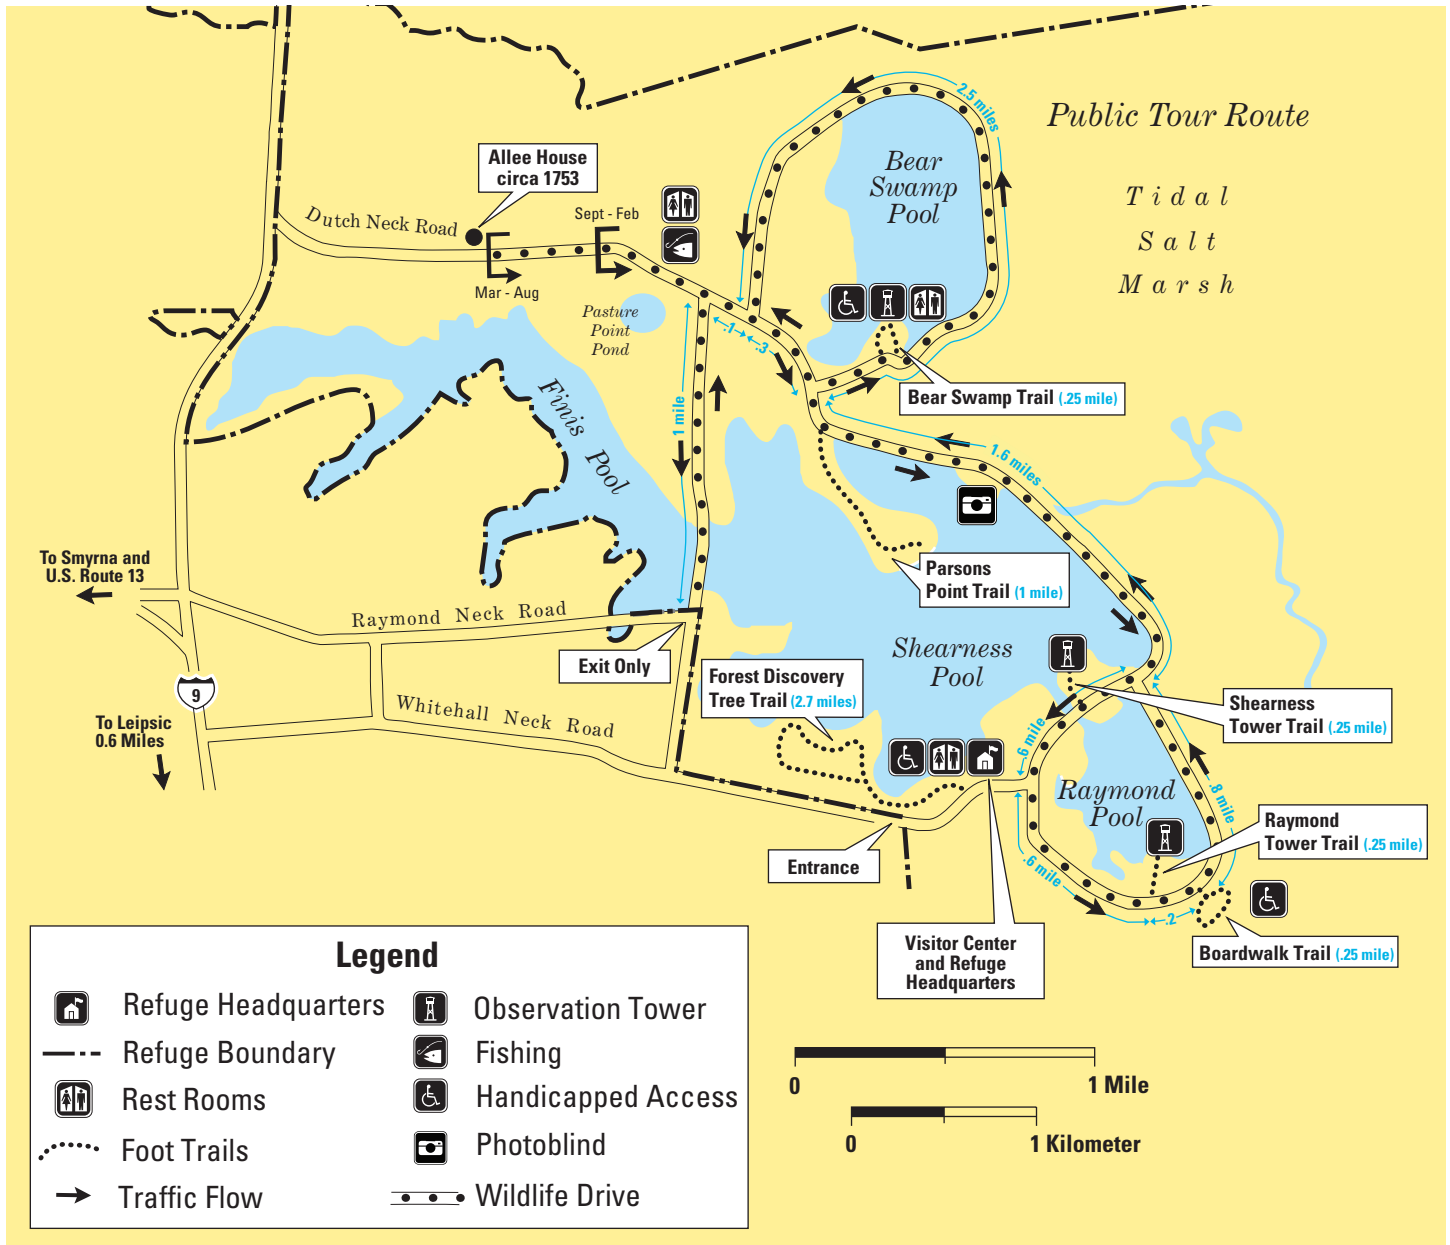 Public Tour Route
2.5 miles
Bear
Swamp
Pool
Tidal
Salt
Marsh
Allee House
circa 1753
Dutch Neck Road
Sept - Feb
Mar - Aug
Pasture
Point
Pond
.1
.3
Bear Swamp Trail (.25 mile)
Finis Pool
1 mile
1.6 miles
Parsons
Point Trail (1 mile)
To Smyrna and
U.S. Route 13
Raymond Neck Road
Exit Only
Shearness
Pool
Forest Discovery
Tree Trail (2.7 miles)
9
Whitehall Neck Road
To Leipsic
0.6 Miles
Shearness
Tower Trail (.25 mile)
.6 mile
Raymond
Pool
.8 mile
Raymond
Tower Trail (.25 mile)
Entrance
.6 mile
.2
Boardwalk Trail (.25 mile)
Visitor Center
and Refuge
Headquarters
Legend
Refuge Headquarters
Refuge Boundary
Rest Rooms
Foot Trails
Traffic Flow
Observation Tower
Fishing
Handicapped Access
Photoblind
Wildlife Drive
0
1 Mile
0
1 Kilometer